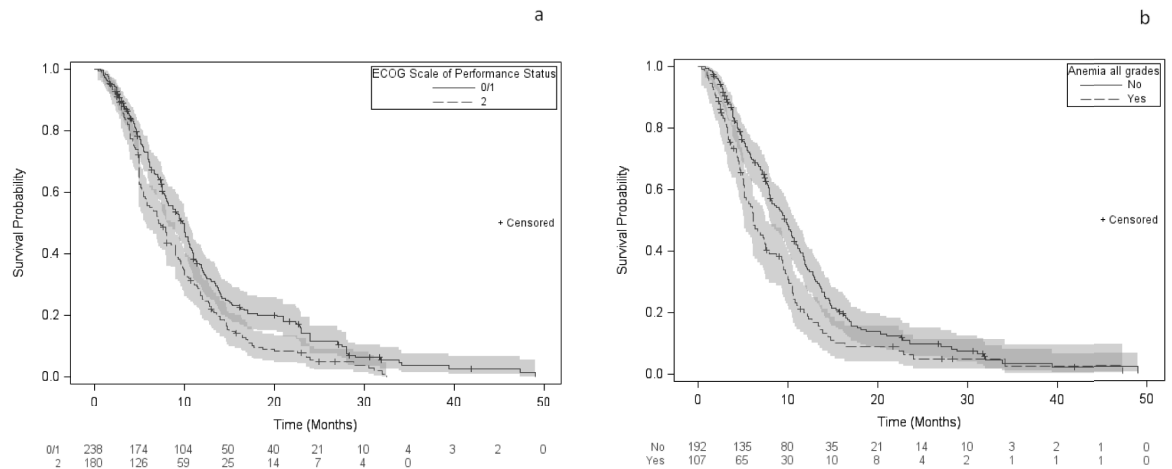 a
ECOG Scale of Performance Status
0/1
2
1.0
0.8
0.6
0.4
0.2
0.0
Survival Probability
+ Censored
0 10 20 30 40 50
Time (Months)
0/1 238 174 104 50 40 21 10 4 3 2 0
2 180 126 59 25 14 7 4 0
b
Anemia all grades
No
Yes
1.0
0.8
0.6
0.4
0.2
0.0
Survival Probability
+ Censored
0 10 20 30 40 50
Time (Months)
No 192 135 80 35 21 14 10 3 2 1 0
Yes 107 65 30 10 8 4 2 1 1 1 0